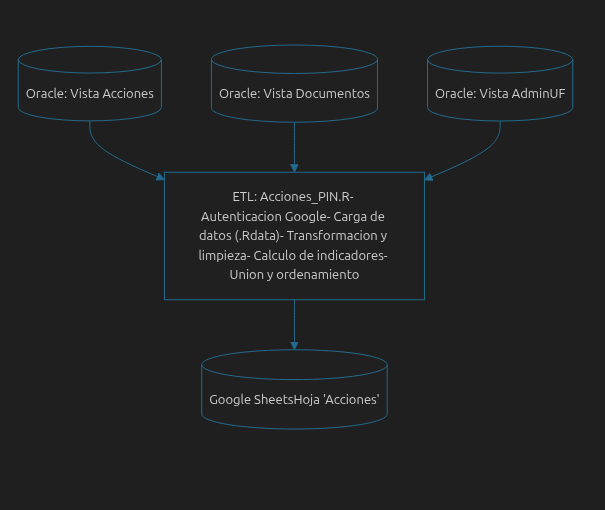 Oracle: Vista Acciones
Oracle: Vista Documentos
Oracle: Vista AdminUF
ETL: Acciones_PIN.R-
Autenticacion Google- Carga de
datos (.Rdata)- Transformacion y
limpieza- Calculo de indicadores-
Union y ordenamiento
Google SheetsHoja 'Acciones'